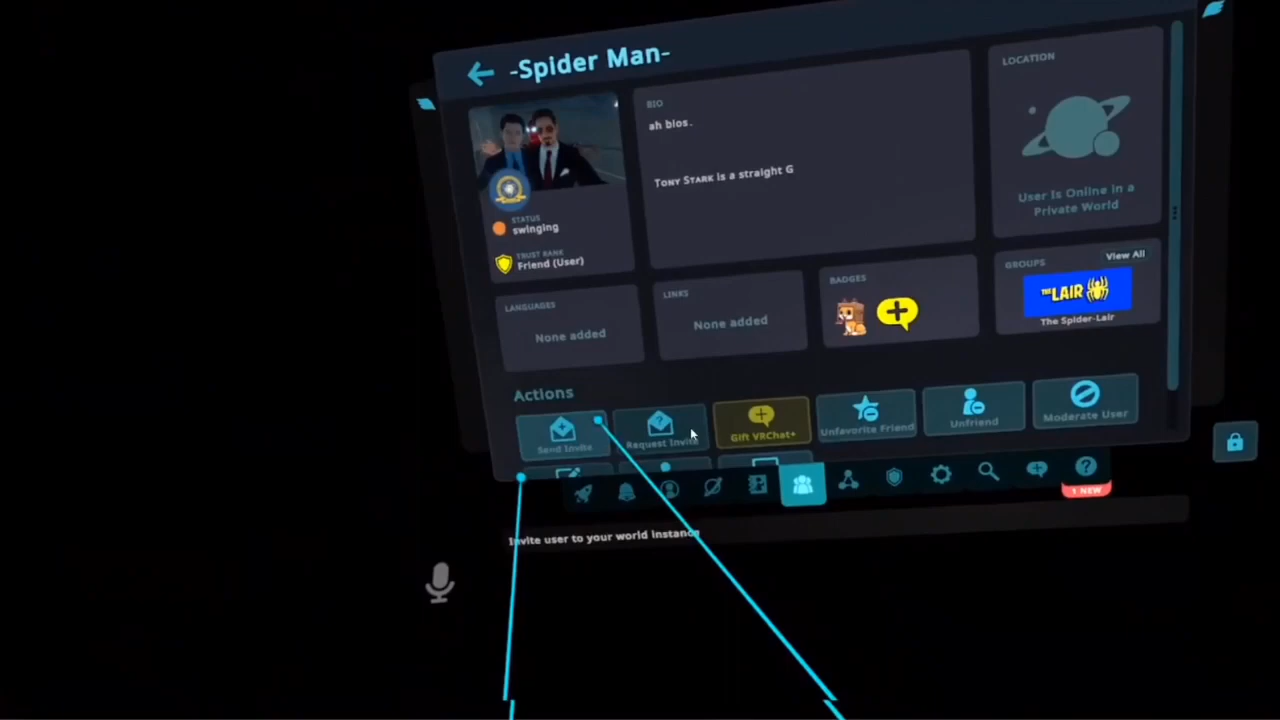 -Spider Man-
BIO
ah bios.
Tony Stark is a straight G
LOCATION
User Is Online in a
Private World
STATUS
swinging
TRUST RANK
Friend (User)
LANGUAGES
None added
LINKS
None added
BADGES
GROUPS
View All
THE LAIR
The Spider-Lair
Actions
Send Invite
Request Invite
Gift VRChat+
Unfavorite Friend
Unfriend
Moderate User
1 NEW
Invite user to your world instance